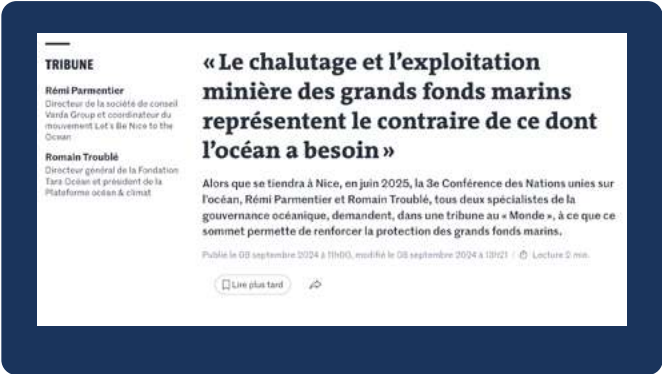 TRIBUNE
Rémi Parmentier
Directeur de la société de conseil
Varda Group et coordinateur du
mouvement Let's Be Nice to the
Ocean
Romain Troublé
Directeur général de la Fondation
Tara Océan et président de la
Plateforme océan & climat
« Le chalutage et l'exploitation
minière des grands fonds marins
représentent le contraire de ce dont
l'océan a besoin »
Alors que se tiendra à Nice, en juin 2025, la 3e Conférence des Nations unies sur
l'océan, Rémi Parmentier et Romain Troublé, tous deux spécialistes de la
gouvernance océanique, demandent, dans une tribune au « Monde », à ce que ce
sommet permette de renforcer la protection des grands fonds marins.
Publié le 08 septembre 2024 à 11h00, modifié le 08 septembre 2024 à 13h21 | Lecture 2 min.
Lire plus tard